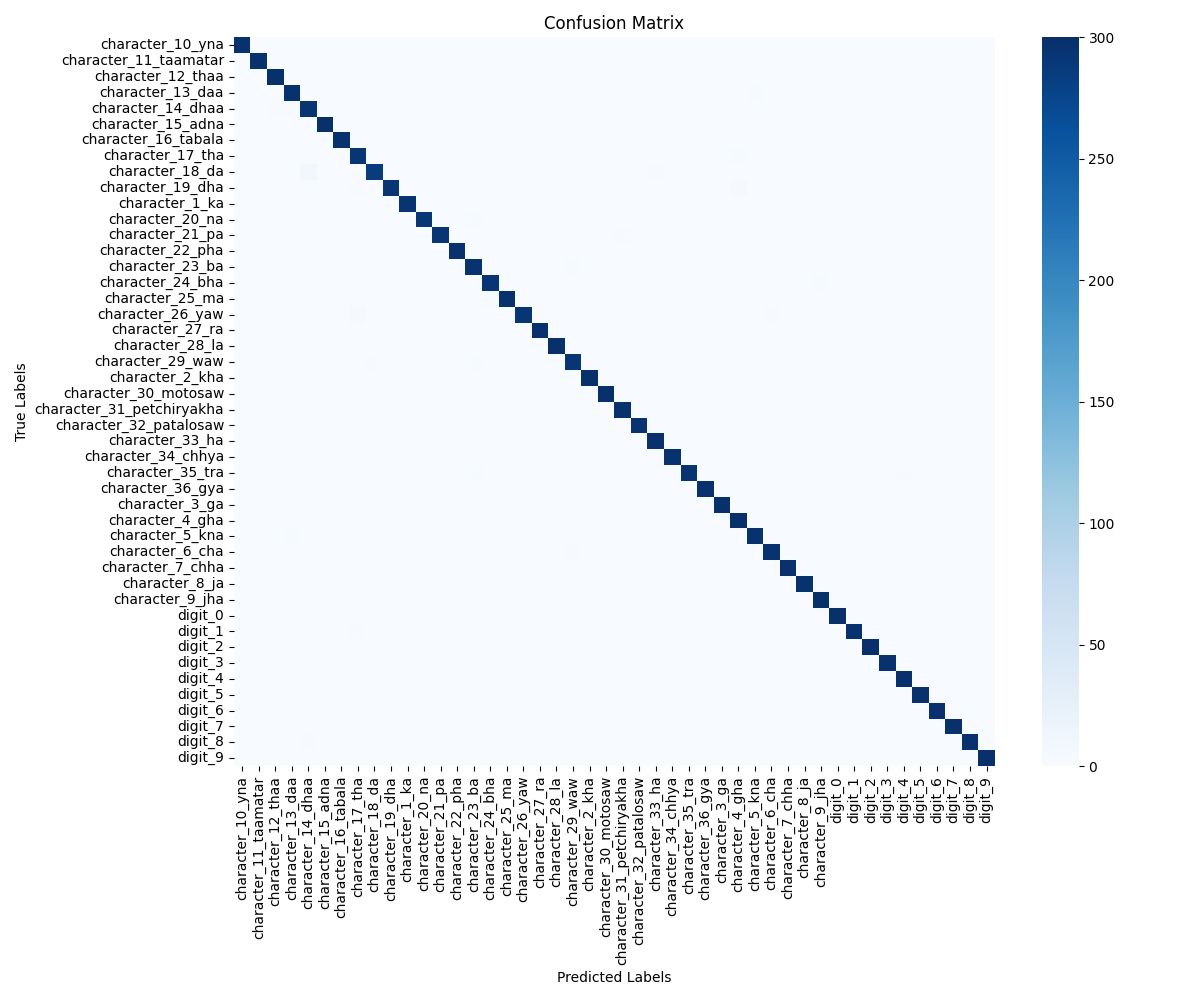 Confusion Matrix
True Labels
character_10_yna
character_11_taamatar
character_12_thaa
character_13_daa
character_14_dhaa
character_15_adna
character_16_tabala
character_17_tha
character_18_da
character_19_dha
character_1_ka
character_20_na
character_21_pa
character_22_pha
character_23_ba
character_24_bha
character_25_ma
character_26_yaw
character_27_ra
character_28_la
character_29_waw
character_2_kha
character_30_motosaw
character_31_petchiryakha
character_32_patalosaw
character_33_ha
character_34_chhya
character_35_tra
character_36_gya
character_3_ga
character_4_gha
character_5_kna
character_6_cha
character_7_chha
character_8_ja
character_9_jha
digit_0
digit_1
digit_2
digit_3
digit_4
digit_5
digit_6
digit_7
digit_8
digit_9
character_10_yna
character_11_taamatar
character_12_thaa
character_13_daa
character_14_dhaa
character_15_adna
character_16_tabala
character_17_tha
character_18_da
character_19_dha
character_1_ka
character_20_na
character_21_pa
character_22_pha
character_23_ba
character_24_bha
character_25_ma
character_26_yaw
character_27_ra
character_28_la
character_29_waw
character_2_kha
character_30_motosaw
character_31_petchiryakha
character_32_patalosaw
character_33_ha
character_34_chhya
character_35_tra
character_36_gya
character_3_ga
character_4_gha
character_5_kna
character_6_cha
character_7_chha
character_8_ja
character_9_jha
digit_0
digit_1
digit_2
digit_3
digit_4
digit_5
digit_6
digit_7
digit_8
digit_9
Predicted Labels
300
250
200
150
100
50
0